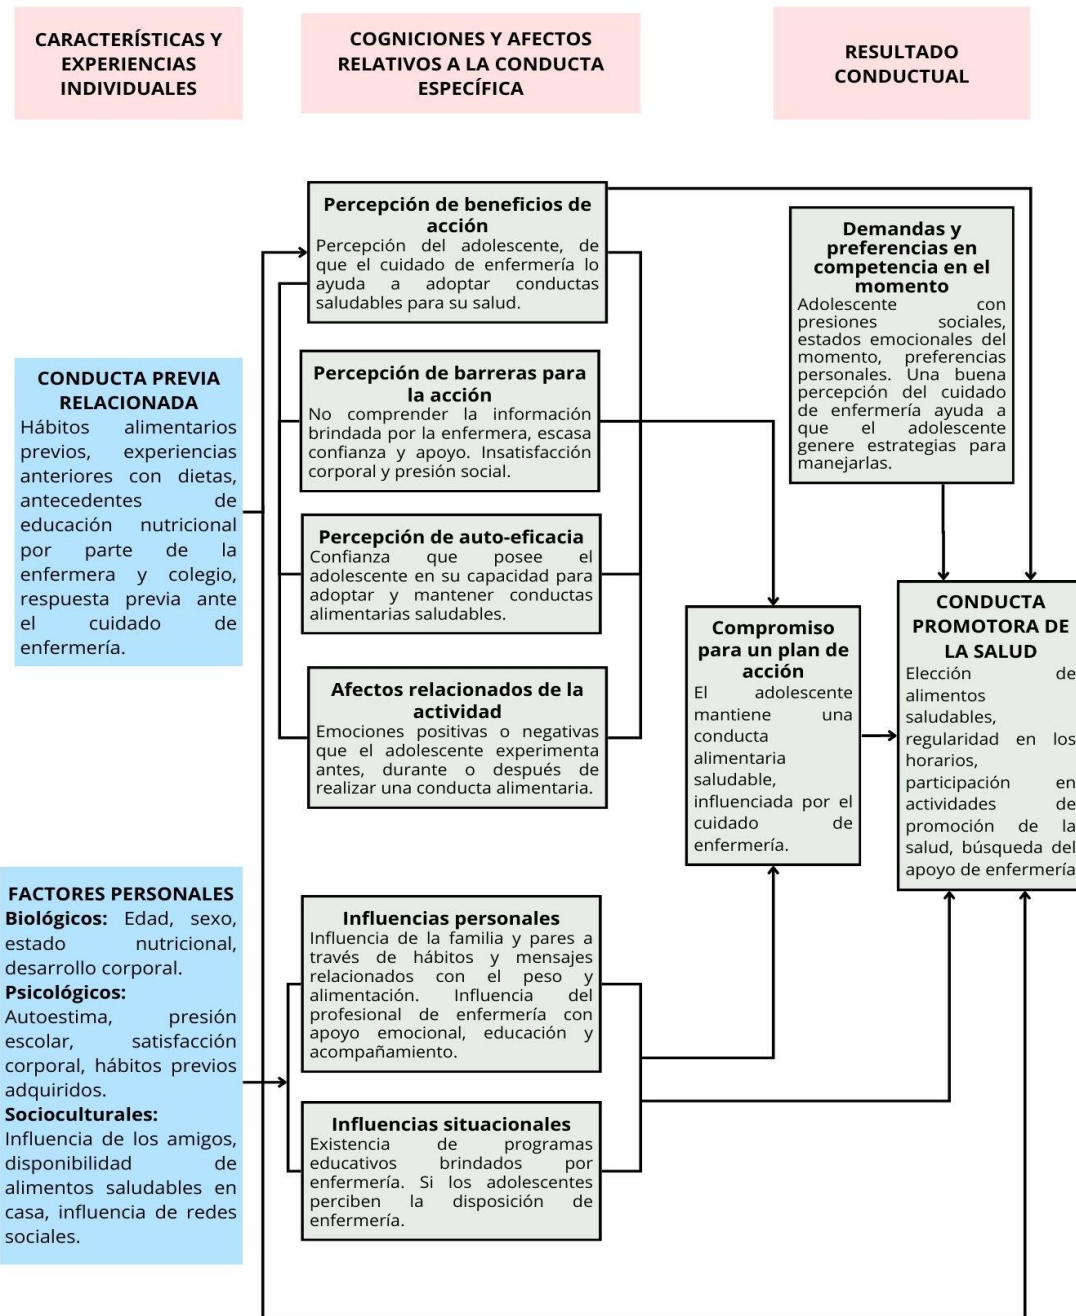 CARACTERÍSTICAS Y
EXPERIENCIAS
INDIVIDUALES
COGNICIONES Y AFECTOS
RELATIVOS A LA CONDUCTA
ESPECÍFICA
RESULTADO
CONDUCTUAL
CONDUCTA PREVIA
RELACIONADA
Hábitos alimentarios
previos, experiencias
anteriores con dietas,
antecedentes de
educación nutricional
por parte de la
enfermera y colegio,
respuesta previa ante
el cuidado de
enfermería.
FACTORES PERSONALES
Biológicos: Edad, sexo,
estado nutricional,
desarrollo corporal.
Psicológicos:
Autoestima, presión
escolar, satisfacción
corporal, hábitos previos
adquiridos.
Socioculturales:
Influencia de los amigos,
disponibilidad de
alimentos saludables en
casa, influencia de redes
sociales.
Percepción de beneficios de
acción
Percepción del adolescente, de
que el cuidado de enfermería lo
ayuda a adoptar conductas
saludables para su salud.
Percepción de barreras para
la acción
No comprender la información
brindada por la enfermera, escasa
confianza y apoyo. Insatisfacción
corporal y presión social.
Percepción de auto-eficacia
Confianza que posee el
adolescente en su capacidad para
adoptar y mantener conductas
alimentarias saludables.
Afectos relacionados de la
actividad
Emociones positivas o negativas
que el adolescente experimenta
antes, durante o después de
realizar una conducta alimentaria.
Influencias personales
Influencia de la familia y pares a
través de hábitos y mensajes
relacionados con el peso y
alimentación. Influencia del
profesional de enfermería con
apoyo emocional, educación y
acompañamiento.
Influencias situacionales
Existencia de programas
educativos brindados por
enfermería. Si los adolescentes
perciben la disposición de
enfermería.
Demandas y
preferencias en
competencia en el
momento
Adolescente con
presiones sociales,
estados emocionales del
momento, preferencias
personales. Una buena
percepción del cuidado
de enfermería ayuda a
que el adolescente
genere estrategias para
manejarlas.
Compromiso
para un plan de
acción
El adolescente
mantiene una
conducta
alimentaria
saludable,
influenciada por el
cuidado de
enfermería.
CONDUCTA
PROMOTORA DE
LA SALUD
Elección de
alimentos
saludables,
regularidad en los
horarios,
participación en
actividades de
promoción de la
salud, búsqueda del
apoyo de enfermería